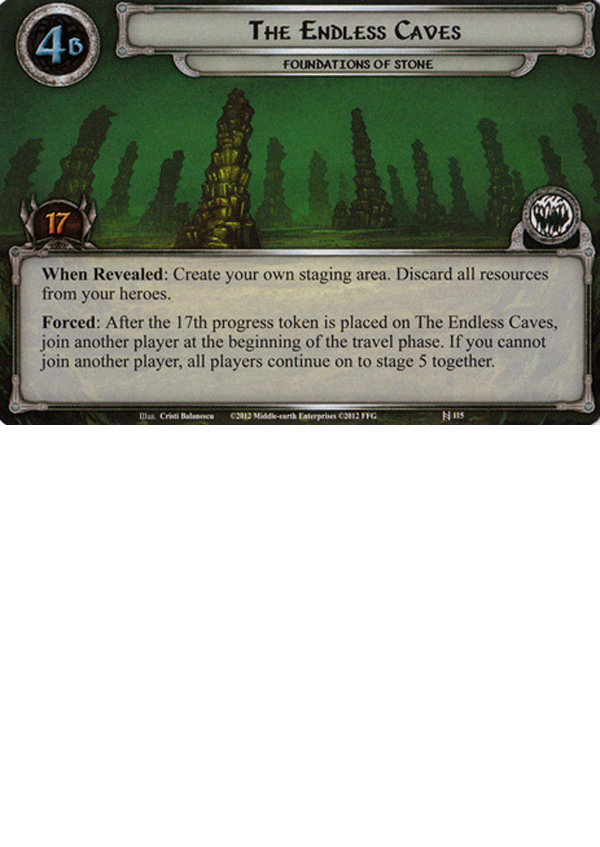 4B
THE ENDLESS CAVES
FOUNDATIONS OF STONE
17
When Revealed: Create your own staging area. Discard all resources
from your heroes.
Forced: After the 17th progress token is placed on The Endless Caves,
join another player at the beginning of the travel phase. If you cannot
join another player, all players continue on to stage 5 together.
Illus. Cristi Balanescu ©2012 Middle-earth Enterprises ©2012 FFG 115